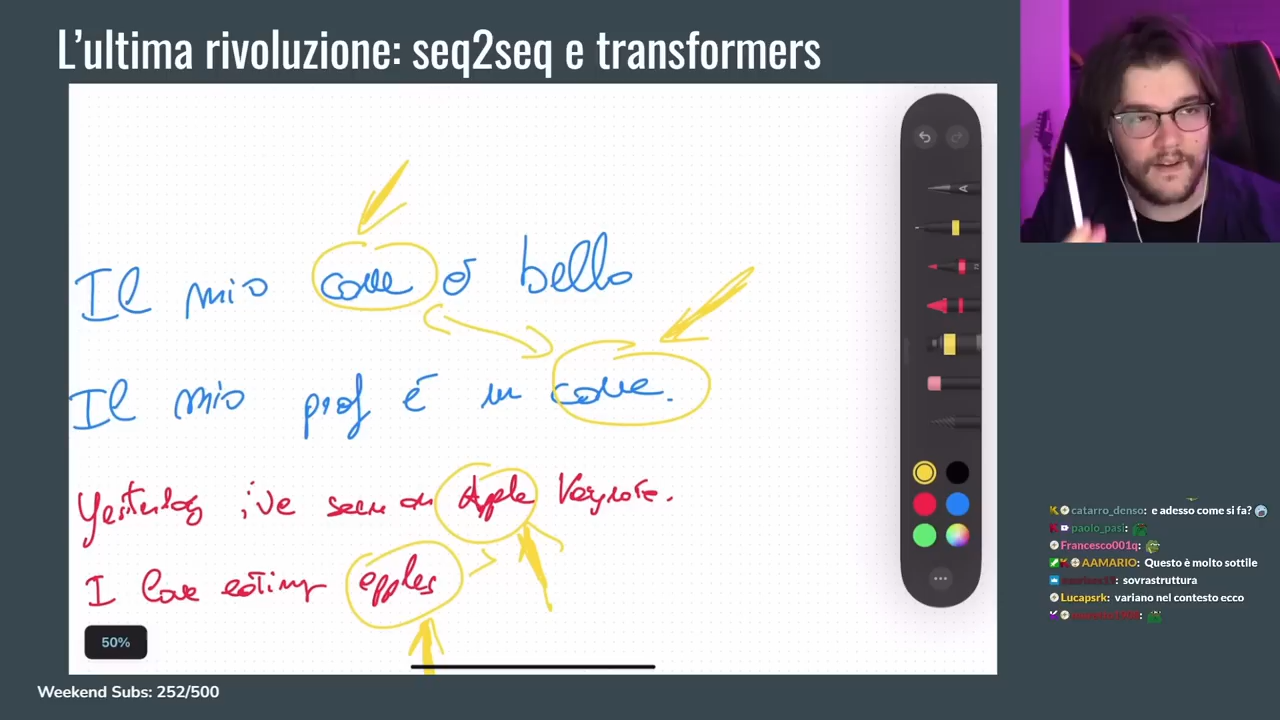 L'ultima rivoluzione: seq2seq e transformers
Il mio cane è bello
Il mio prof è un cane.
Yesterday i've seen an Apple Keynote.
I love eating apples
50%
Weekend Subs: 252/500
catarro_denso: e adesso come si fa?
paolo_pasi:
Francesco001q:
AAMARIO: Questo è molto sottile
sovrastruttura
Lucapsrk: variano nel contesto ecco